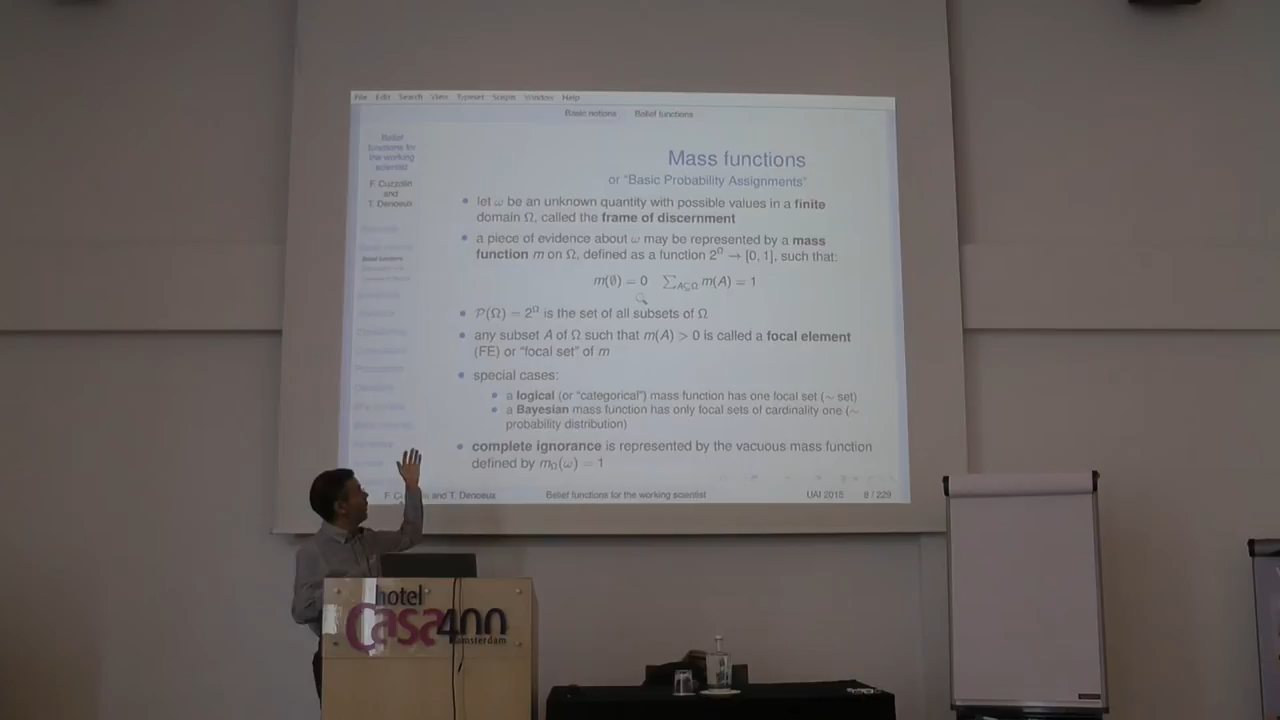 File Edit Search View Typeset Scripts Window Help
Basic notions Belief functions
Belief
functions for
the working
scientist
F. Cuzzolin
and
T. Denoeux
Belief functions
Mass functions
or "Basic Probability Assignments"
• let ω be an unknown quantity with possible values in a finite
domain Ω, called the frame of discernment
• a piece of evidence about ω may be represented by a mass
function m on Ω, defined as a function 2^Ω → [0, 1], such that:
m(∅) = 0 ∑_{A⊆Ω} m(A) = 1
• P(Ω) = 2^Ω is the set of all subsets of Ω
• any subset A of Ω such that m(A) > 0 is called a focal element
(FE) or "focal set" of m
• special cases:
• a logical (or "categorical") mass function has one focal set (∼ set)
• a Bayesian mass function has only focal sets of cardinality one (∼
probability distribution)
• complete ignorance is represented by the vacuous mass function
defined by m_Ω(ω) = 1
and T. Denoeux Belief functions for the working scientist UAI 2015 8 / 229
hotel
Casa400
amsterdam